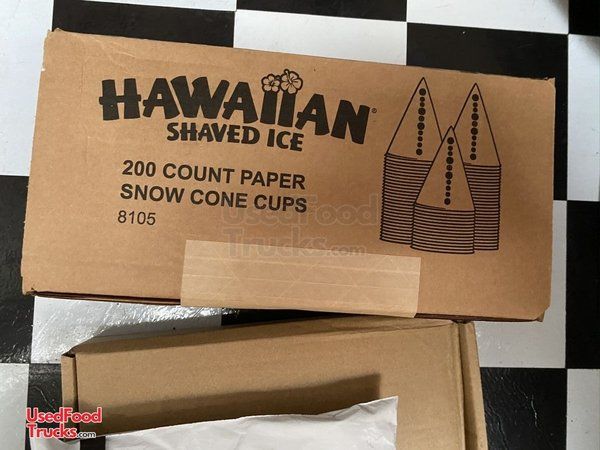 HAWAIIAN®
SHAVED ICE
200 COUNT PAPER
SNOW CONE CUPS
8105
UsedFood
Trucks.com
UsedFood
Trucks.com